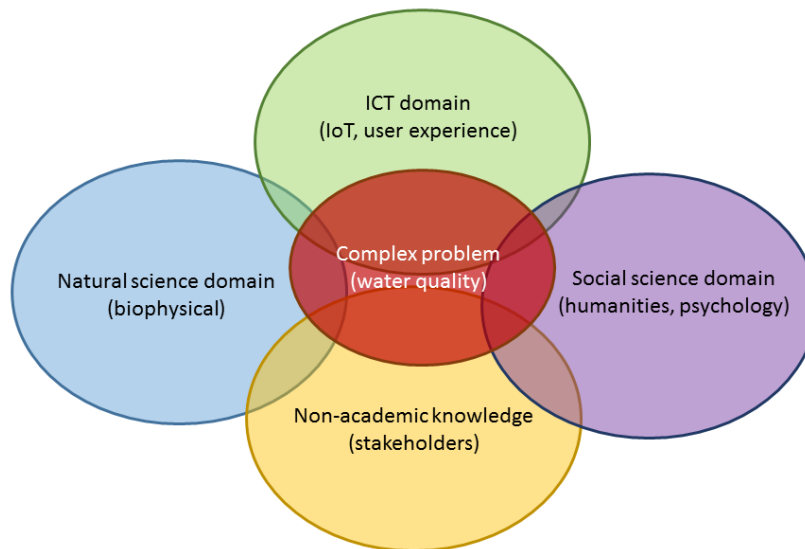 ICT domain
(IoT, user experience)
Complex problem
(water quality)
Natural science domain
(biophysical)
Social science domain
(humanities, psychology)
Non-academic knowledge
(stakeholders)